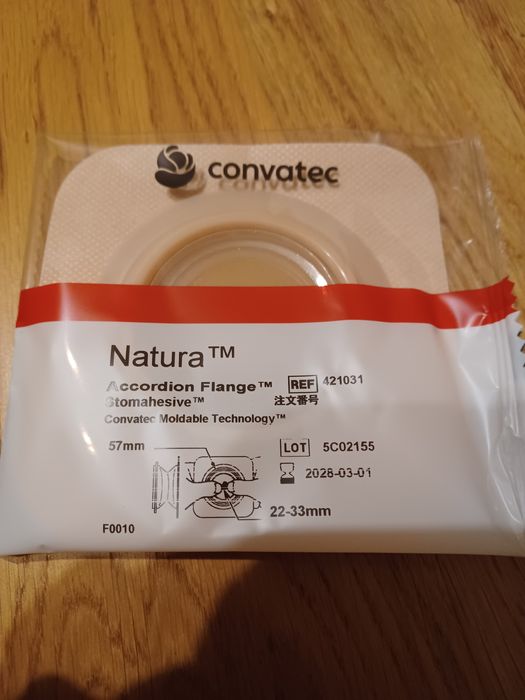 convatec
Natura™
Accordion Flange™ REF 421031
Stomahesive™ 注文番号
Convatec Moldable Technology™
57mm LOT 5C02155
2028-03-01
22-33mm
F0010